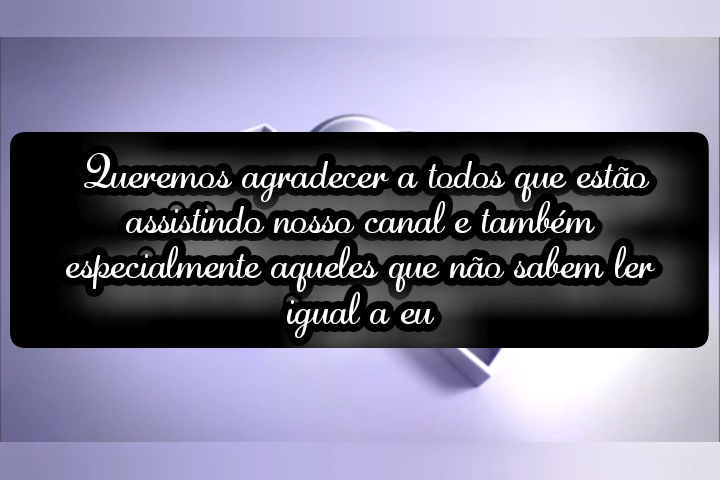 Queremos agradecer a todos que estão
assistindo nosso canal e também
especialmente aqueles que não sabem ler
igual a eu